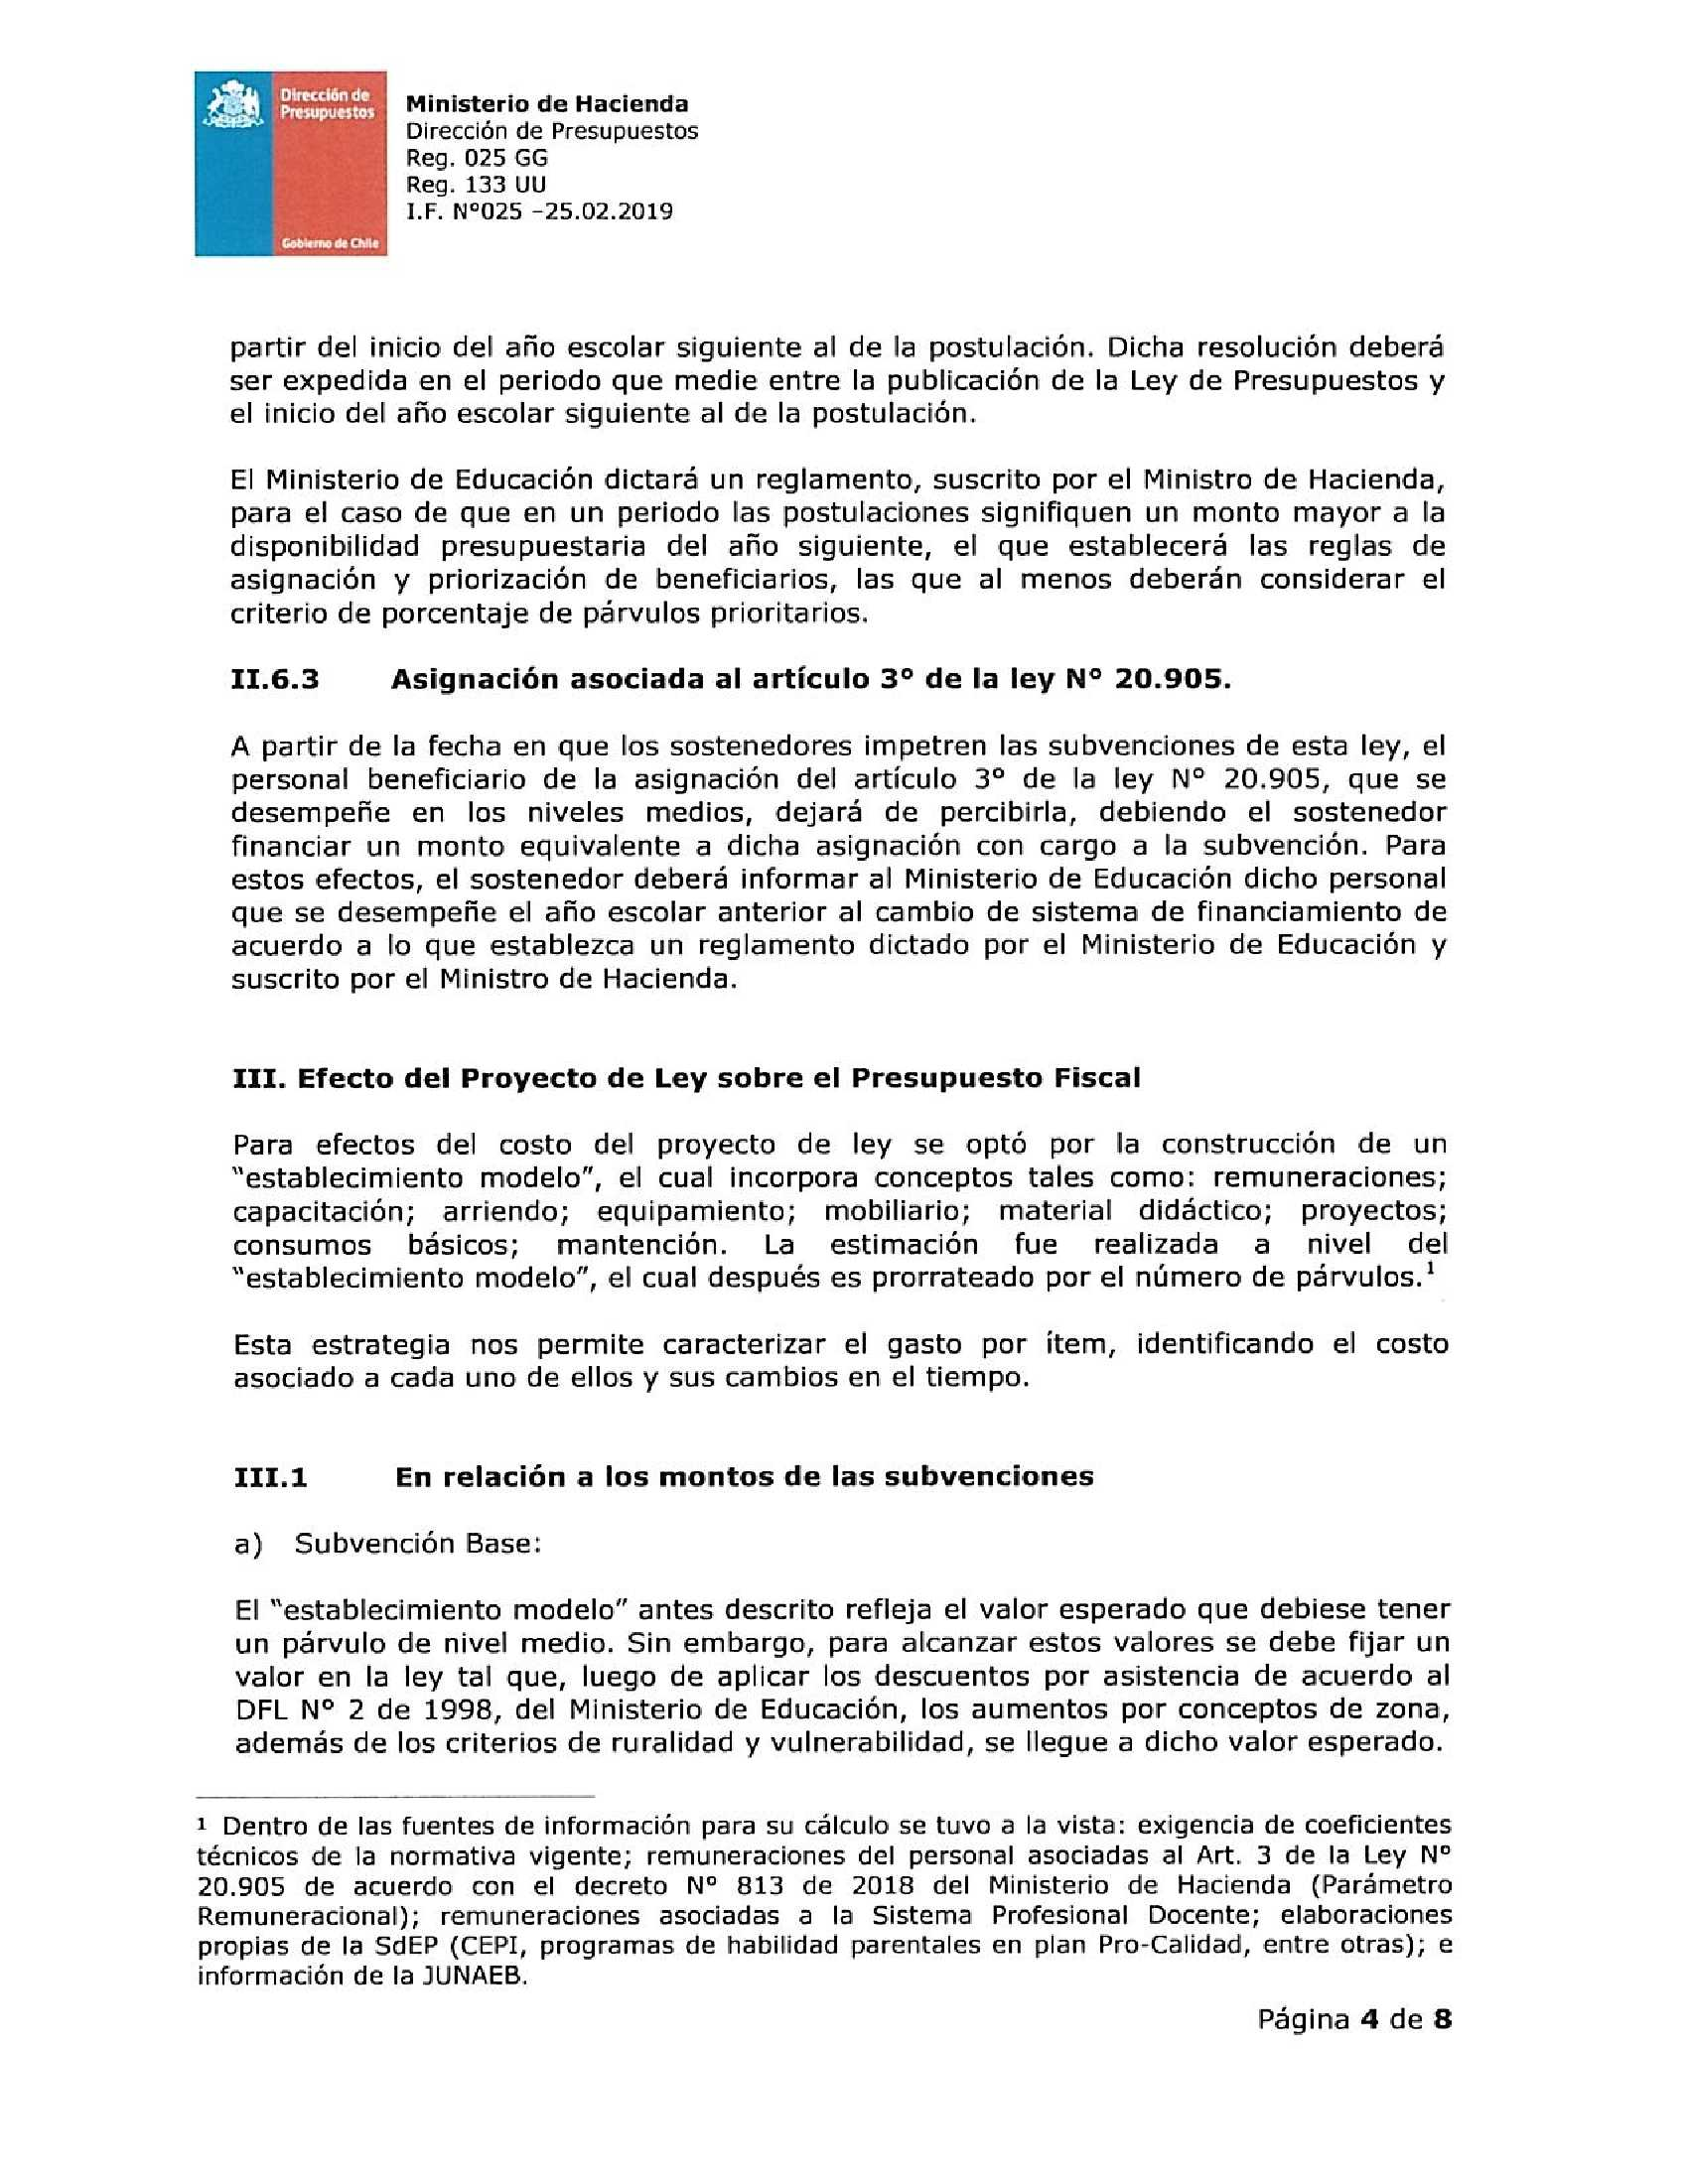 Dirección de
Presupuestos
Gobierno de Chile
Ministerio de Hacienda
Dirección de Presupuestos
Reg. 025 GG
Reg. 133 UU
I.F. Nº025 -25.02.2019
partir del inicio del año escolar siguiente al de la postulación. Dicha resolución deberá
ser expedida en el periodo que medie entre la publicación de la Ley de Presupuestos y
el inicio del año escolar siguiente al de la postulación.
El Ministerio de Educación dictará un reglamento, suscrito por el Ministro de Hacienda,
para el caso de que en un periodo las postulaciones signifiquen un monto mayor a la
disponibilidad presupuestaria del año siguiente, el que establecerá las reglas de
asignación y priorización de beneficiarios, las que al menos deberán considerar el
criterio de porcentaje de párvulos prioritarios.
II.6.3 Asignación asociada al artículo 3º de la ley Nº 20.905.
A partir de la fecha en que los sostenedores impetren las subvenciones de esta ley, el
personal beneficiario de la asignación del artículo 3º de la ley Nº 20.905, que se
desempeñe en los niveles medios, dejará de percibirla, debiendo el sostenedor
financiar un monto equivalente a dicha asignación con cargo a la subvención. Para
estos efectos, el sostenedor deberá informar al Ministerio de Educación dicho personal
que se desempeñe el año escolar anterior al cambio de sistema de financiamiento de
acuerdo a lo que establezca un reglamento dictado por el Ministerio de Educación y
suscrito por el Ministro de Hacienda.
III. Efecto del Proyecto de Ley sobre el Presupuesto Fiscal
Para efectos del costo del proyecto de ley se optó por la construcción de un
"establecimiento modelo", el cual incorpora conceptos tales como: remuneraciones;
capacitación; arriendo; equipamiento; mobiliario; material didáctico; proyectos;
consumos básicos; mantención. La estimación fue realizada a nivel del
"establecimiento modelo", el cual después es prorrateado por el número de párvulos.¹
Esta estrategia nos permite caracterizar el gasto por ítem, identificando el costo
asociado a cada uno de ellos y sus cambios en el tiempo.
III.1 En relación a los montos de las subvenciones
a) Subvención Base:
El "establecimiento modelo" antes descrito refleja el valor esperado que debiese tener
un párvulo de nivel medio. Sin embargo, para alcanzar estos valores se debe fijar un
valor en la ley tal que, luego de aplicar los descuentos por asistencia de acuerdo al
DFL Nº 2 de 1998, del Ministerio de Educación, los aumentos por conceptos de zona,
además de los criterios de ruralidad y vulnerabilidad, se llegue a dicho valor esperado.
1 Dentro de las fuentes de información para su cálculo se tuvo a la vista: exigencia de coeficientes
técnicos de la normativa vigente; remuneraciones del personal asociadas al Art. 3 de la Ley Nº
20.905 de acuerdo con el decreto Nº 813 de 2018 del Ministerio de Hacienda (Parámetro
Remuneracional); remuneraciones asociadas a la Sistema Profesional Docente; elaboraciones
propias de la SdEP (CEPI, programas de habilidad parentales en plan Pro-Calidad, entre otras); e
información de la JUNAEB.
Página 4 de 8